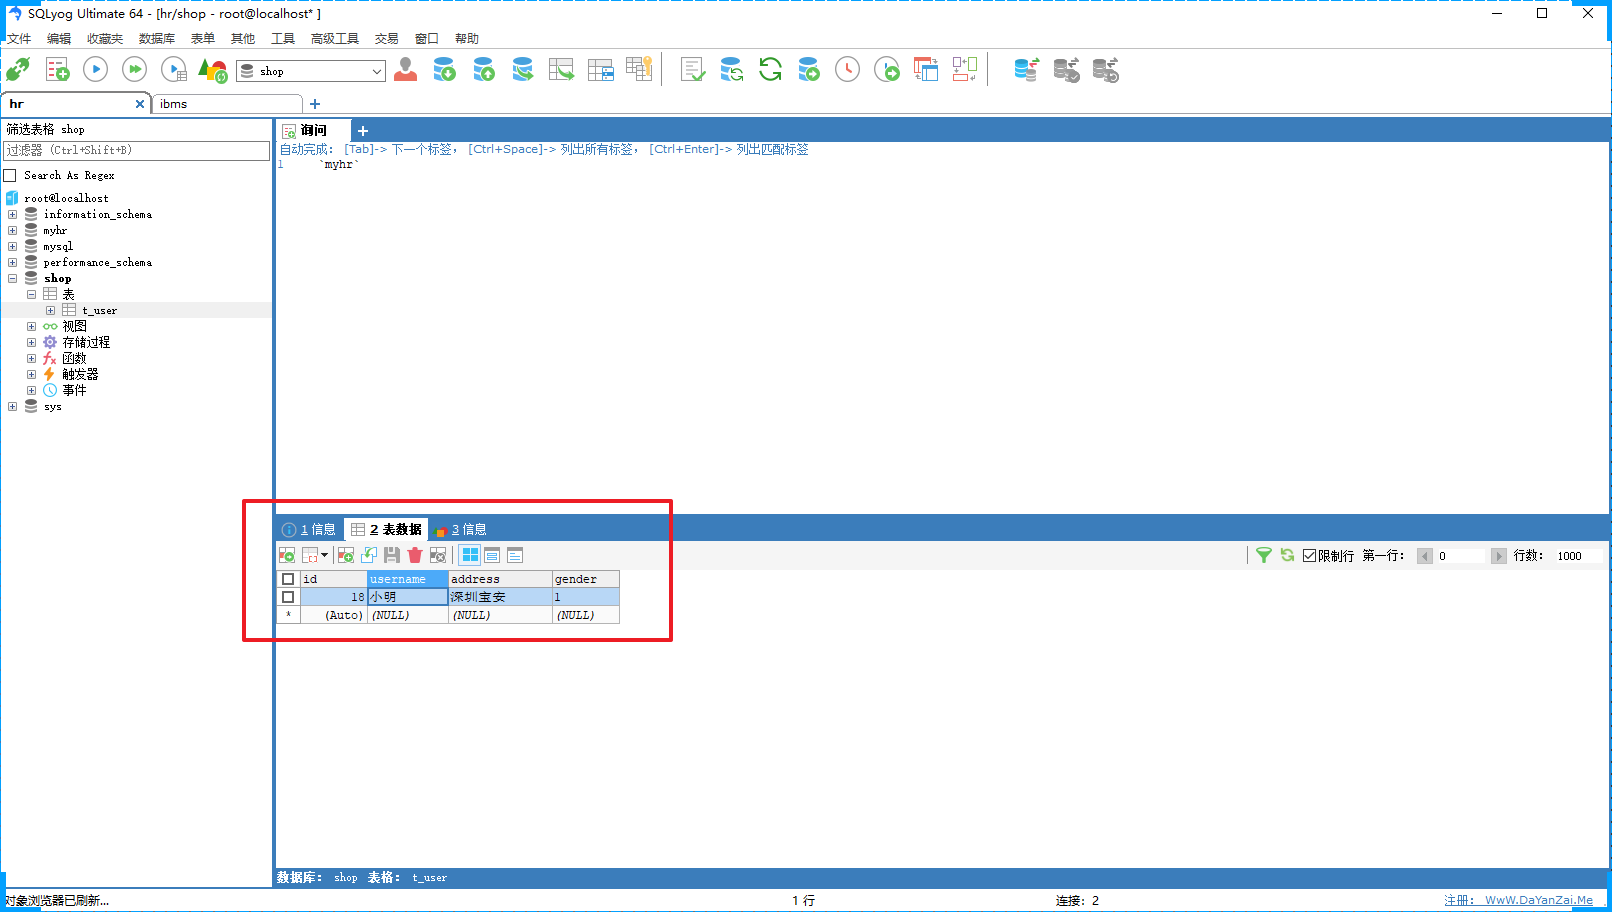 SQLyog Ultimate 64 - [hr/shop - root@localhost* ]
文件 编辑 收藏夹 数据库 表单 其他 工具 高级工具 交易 窗口 帮助
shop
hr ibms
筛选表格 shop
过滤器 (Ctrl+Shift+B)
Search As Regex
root@localhost
information_schema
myhr
mysql
performance_schema
shop
表
t_user
视图
存储过程
函数
触发器
事件
sys
询问
自动完成: [Tab]-> 下一个标签, [Ctrl+Space]-> 列出所有标签, [Ctrl+Enter]-> 列出匹配标签
1 `myhr`
1 信息 2 表数据 3 信息
限制行 第一行: 0 行数: 1000
id username address gender
18 小明 深圳宝安 1
* (Auto) (NULL) (NULL) (NULL)
数据库: shop 表格: t_user
对象浏览器已刷新... 1 行 连接: 2 注册: WwW.DaYanZai.Me